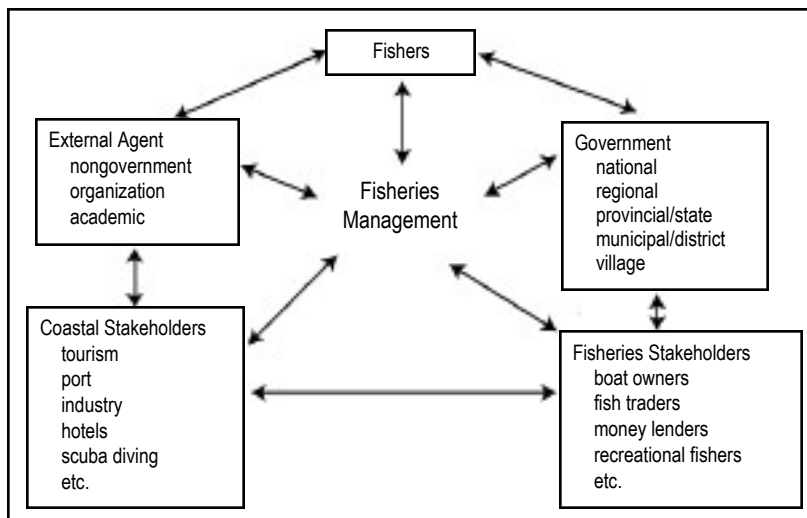 Fishers
External Agent
nongovernment
organization
academic
Government
national
regional
provincial/state
municipal/district
village
Fisheries
Management
Coastal Stakeholders
tourism
port
industry
hotels
scuba diving
etc.
Fisheries Stakeholders
boat owners
fish traders
money lenders
recreational fishers
etc.